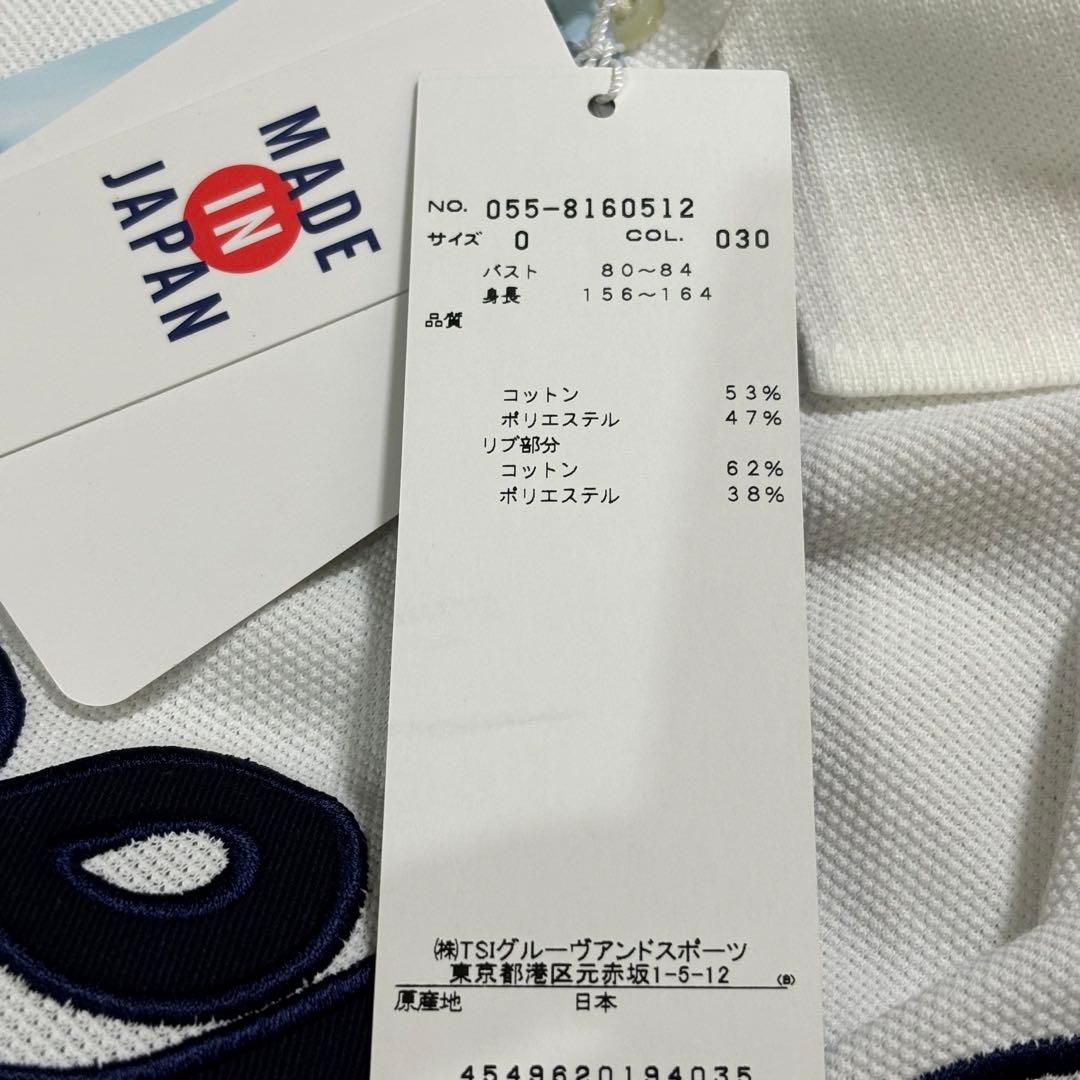 MADE
IN
JAPAN
NO. 055-8160512
サイズ 0 COL. 030
バスト 80～84
身長 156～164
品質
コットン 53%
ポリエステル 47%
リブ部分
コットン 62%
ポリエステル 38%
㈱TSIグルーヴアンドスポーツ
東京都港区元赤坂1-5-12 (8)
原産地 日本
4549620194035